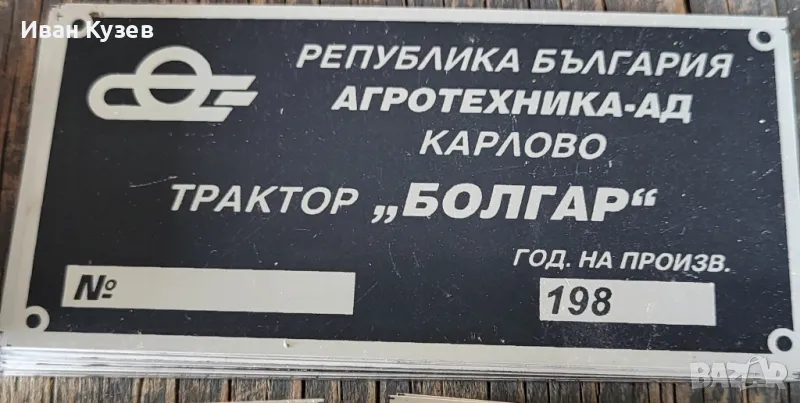 Иван Кузев
РЕПУБЛИКА БЪЛГАРИЯ
АГРОТЕХНИКА-АД
КАРЛОВО
ТРАКТОР „БОЛГАР“
ГОД. НА ПРОИЗВ.
№
198
bazar